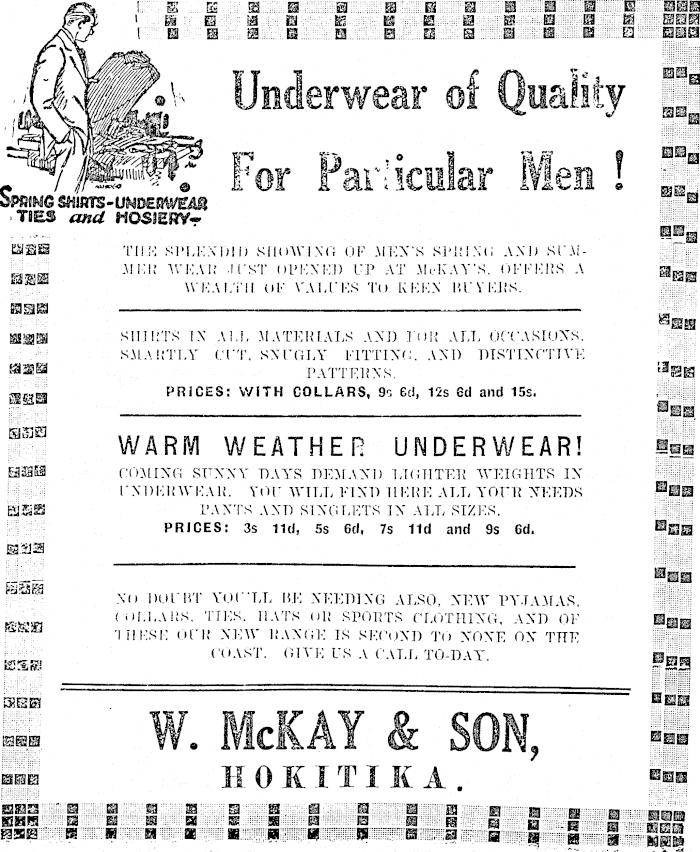 Underwear of Quality
For Particular Men !
SPRING SHIRTS-UNDERWEAR
TIES and HOSIERY-
THE SPLENDID SHOWING OF MEN'S SPRING AND SUM-
MER WEAR JUST OPENED UP AT McKAY'S, OFFERS A
WEALTH OF VALUES TO KEEN BUYERS.
SHIRTS IN ALL MATERIALS AND FOR ALL OCCASIONS.
SMARTLY CUT, SNUGLY FITTING, AND DISTINCTIVE
PATTERNS.
PRICES: WITH COLLARS, 9s 6d, 12s 6d and 15s.
WARM WEATHER UNDERWEAR!
COMING SUNNY DAYS DEMAND LIGHTER WEIGHTS IN
UNDERWEAR. YOU WILL FIND HERE ALL YOUR NEEDS
PANTS AND SINGLETS IN ALL SIZES.
PRICES: 3s 11d, 5s 6d, 7s 11d and 9s 6d.
NO DOUBT YOU'LL BE NEEDING ALSO, NEW PYJAMAS,
COLLARS, TIES, HATS OR SPORTS CLOTHING, AND OF
THESE OUR NEW RANGE IS SECOND TO NONE ON THE
COAST. GIVE US A CALL TO-DAY.
W. McKAY & SON,
HOKITIKA.